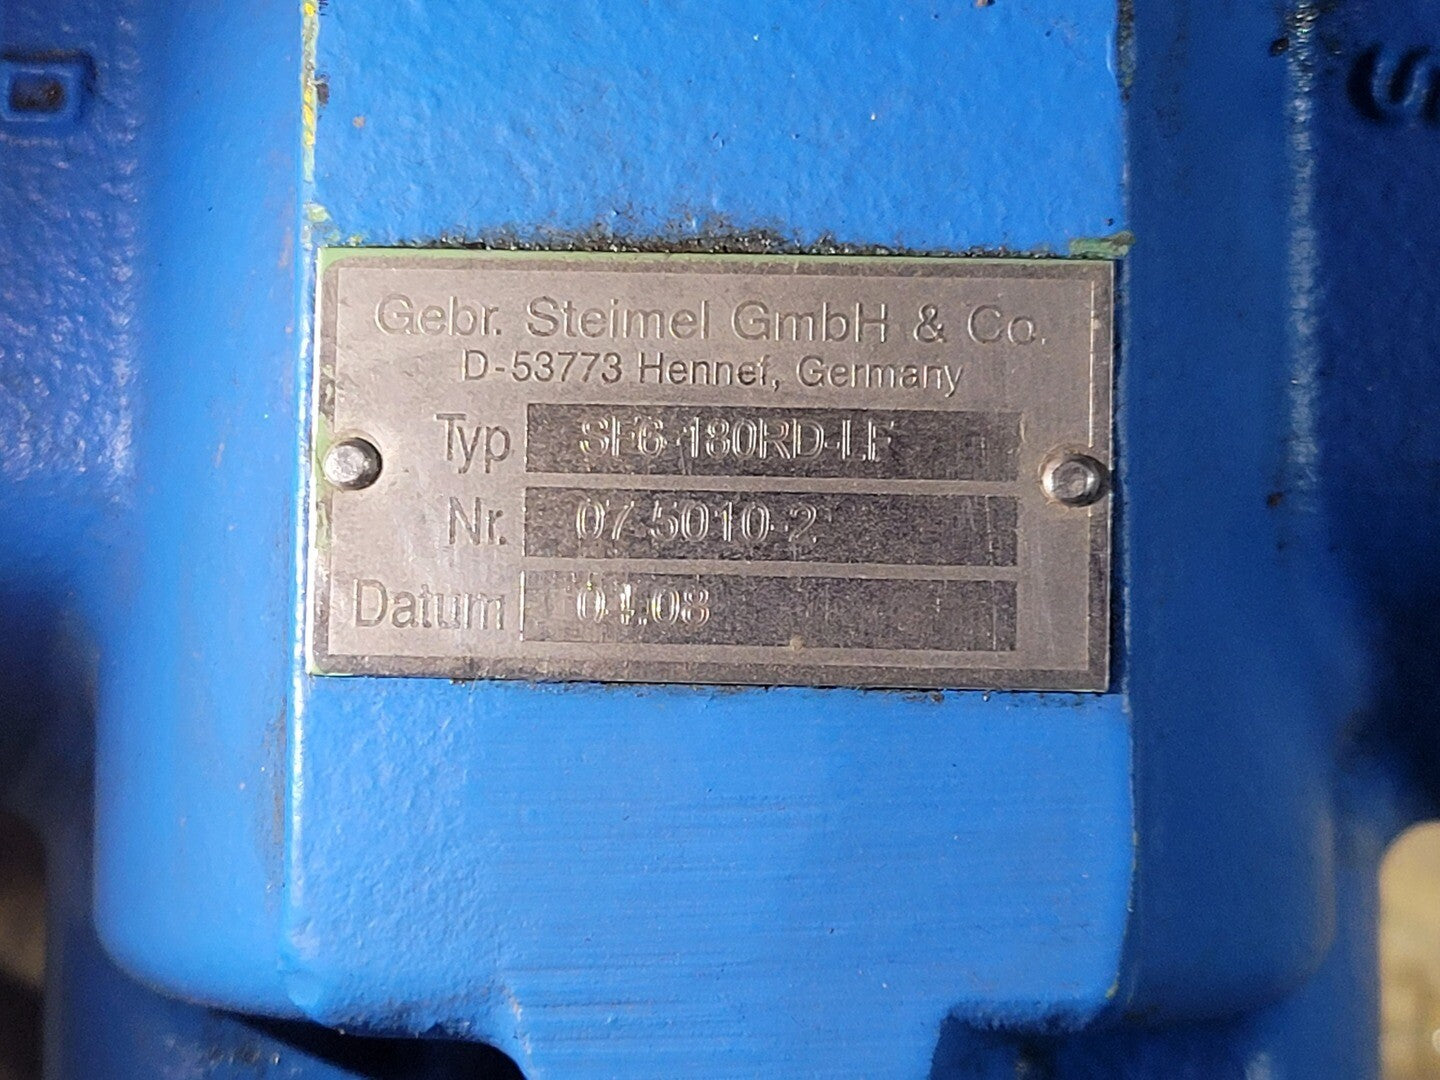 Gebr. Steimel GmbH & Co.
D-53773 Hennef, Germany
Typ SF6-180RD-LF
Nr. 07.5010-2
Datum 04.08